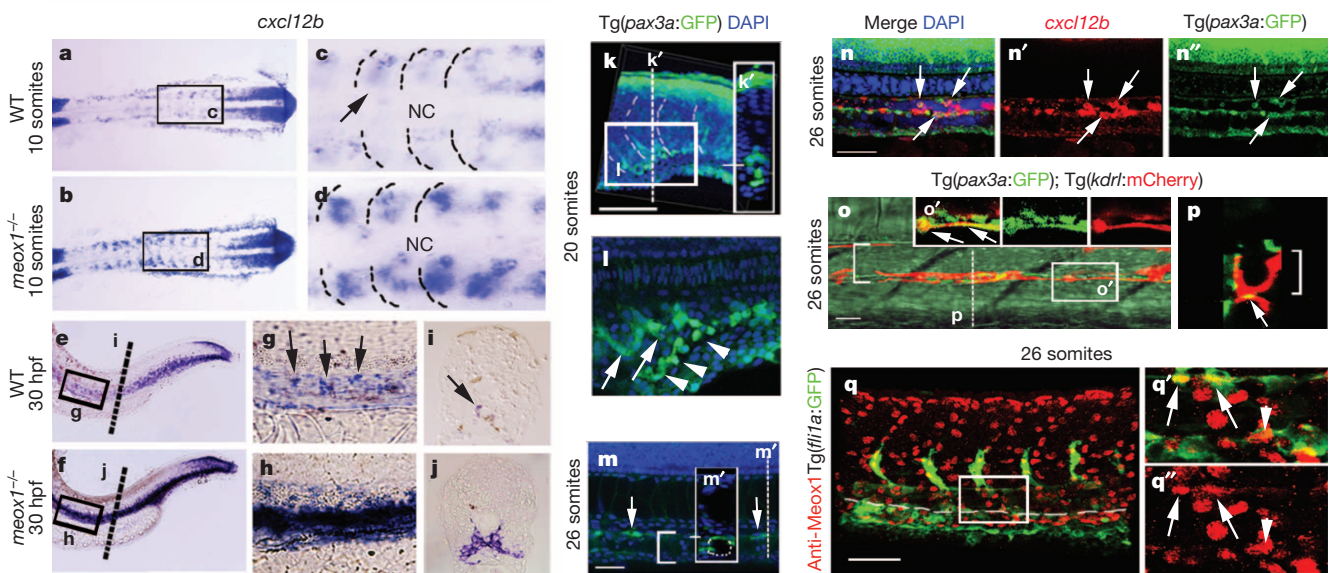 cxcl12b
WT
10 somites
a
c
c
NC
meox1−/−
10 somites
b
d
d
NC
WT
30 hpf
e
i
g
g
i
meox1−/−
30 hpf
f
j
h
h
j
Tg(pax3a:GFP) DAPI
20 somites
k
k′
k′
l
l
26 somites
m
m′
m′
Merge DAPI
cxcl12b
Tg(pax3a:GFP)
26 somites
n
n′
n″
Tg(pax3a:GFP); Tg(kdrl:mCherry)
26 somites
o
o′
o′
p
p
26 somites
Anti-Meox1 Tg(fli1a:GFP)
q
q′
q″